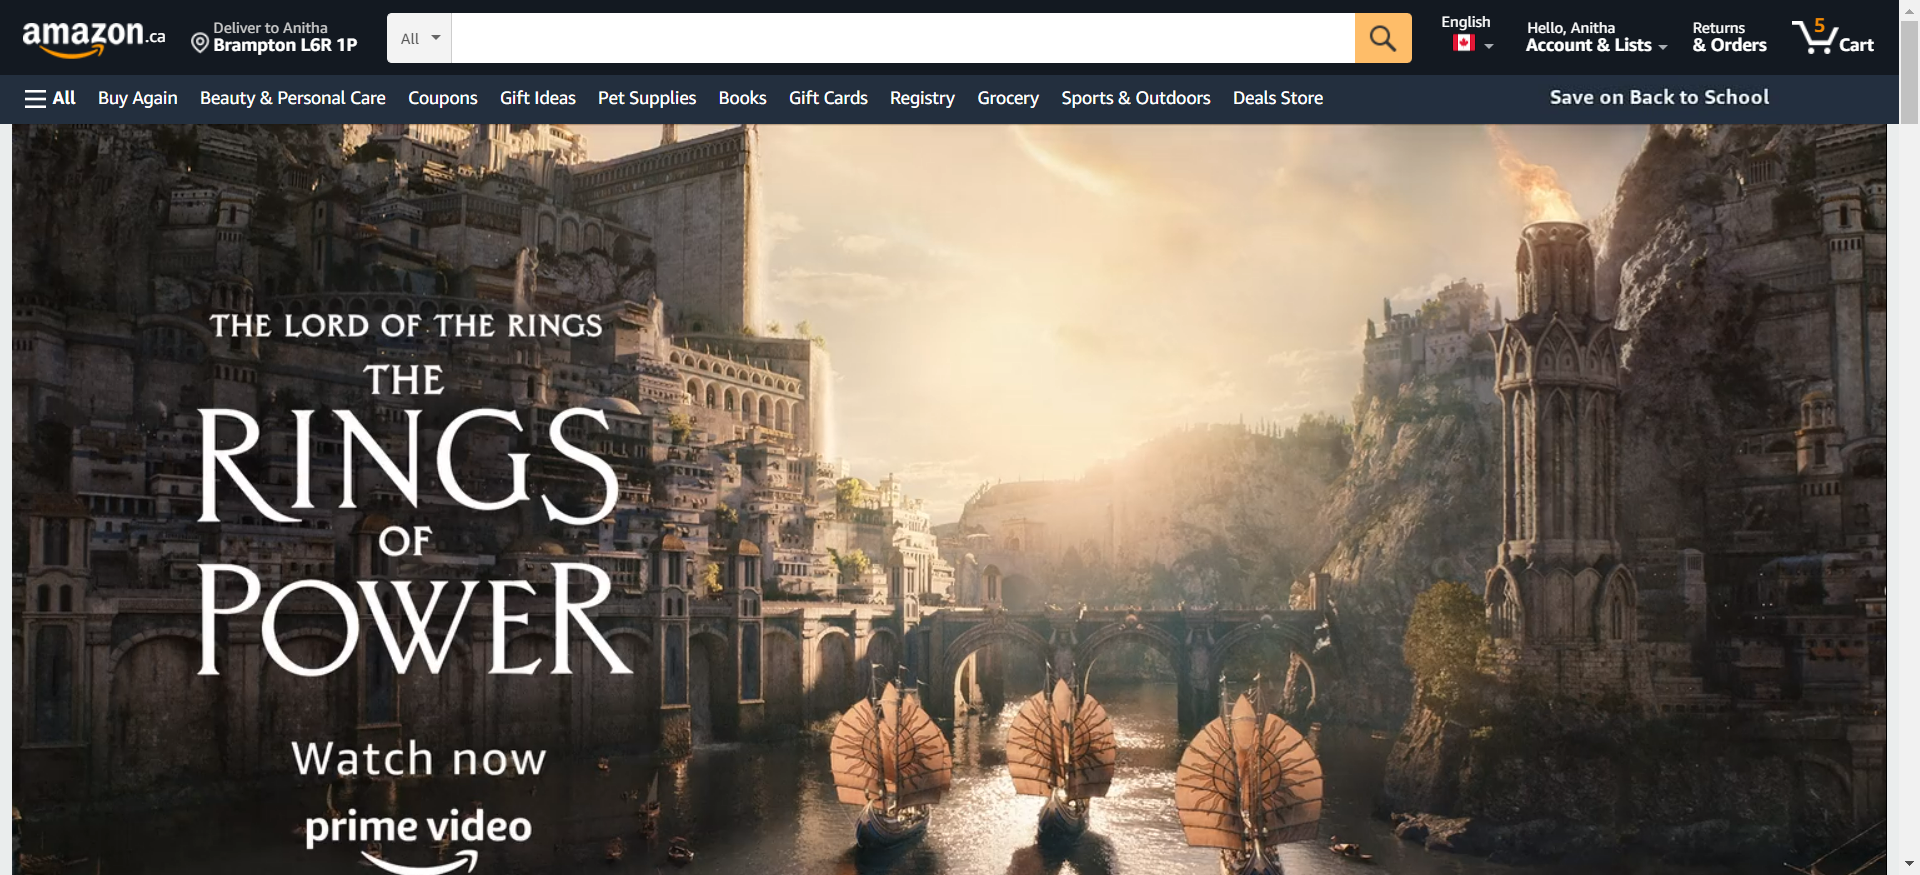 amazon.ca
Deliver to Anitha
Brampton L6R 1P
All
English
Hello, Anitha
Account & Lists
Returns
& Orders
5
Cart
All
Buy Again
Beauty & Personal Care
Coupons
Gift Ideas
Pet Supplies
Books
Gift Cards
Registry
Grocery
Sports & Outdoors
Deals Store
Save on Back to School
THE LORD OF THE RINGS
THE
RINGS
OF
POWER
Watch now
prime video